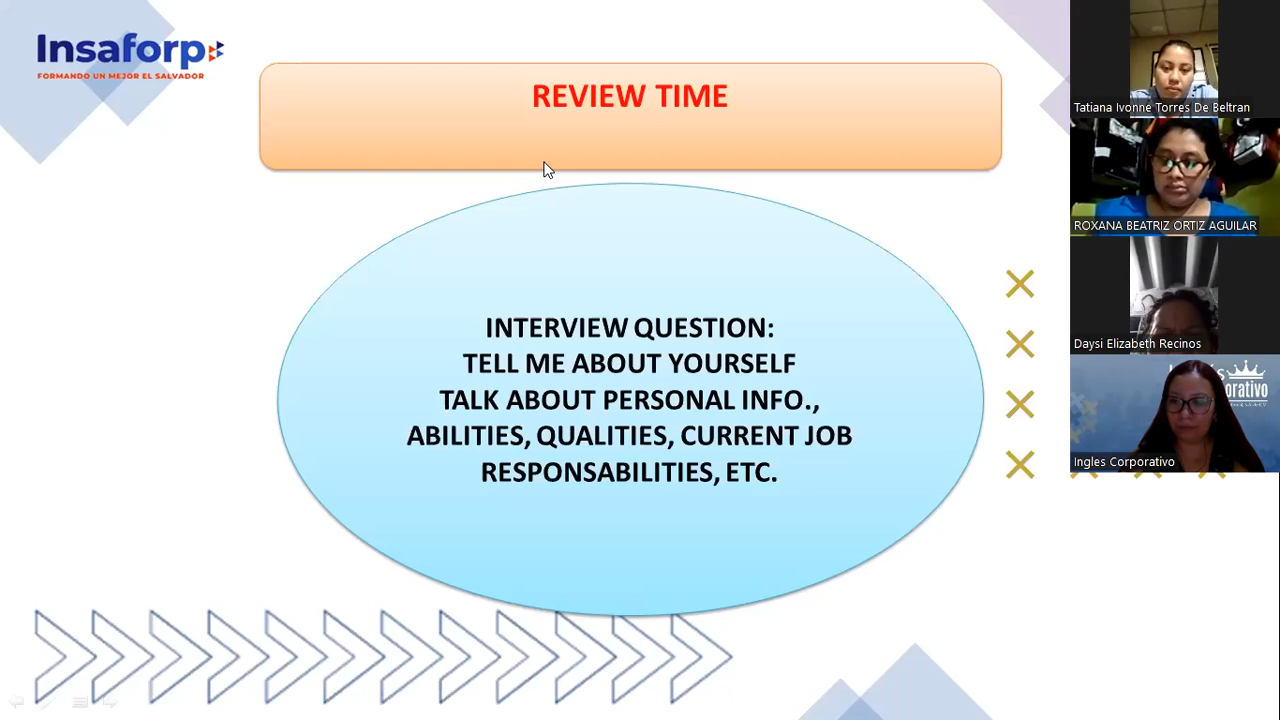 Insaforp
FORMANDO UN MEJOR EL SALVADOR
REVIEW TIME
INTERVIEW QUESTION:
TELL ME ABOUT YOURSELF
TALK ABOUT PERSONAL INFO.,
ABILITIES, QUALITIES, CURRENT JOB
RESPONSABILITIES, ETC.
Tatiana Ivonne Torres De Beltran
ROXANA BEATRIZ ORTIZ AGUILAR
Daysi Elizabeth Recinos
Ingles Corporativo